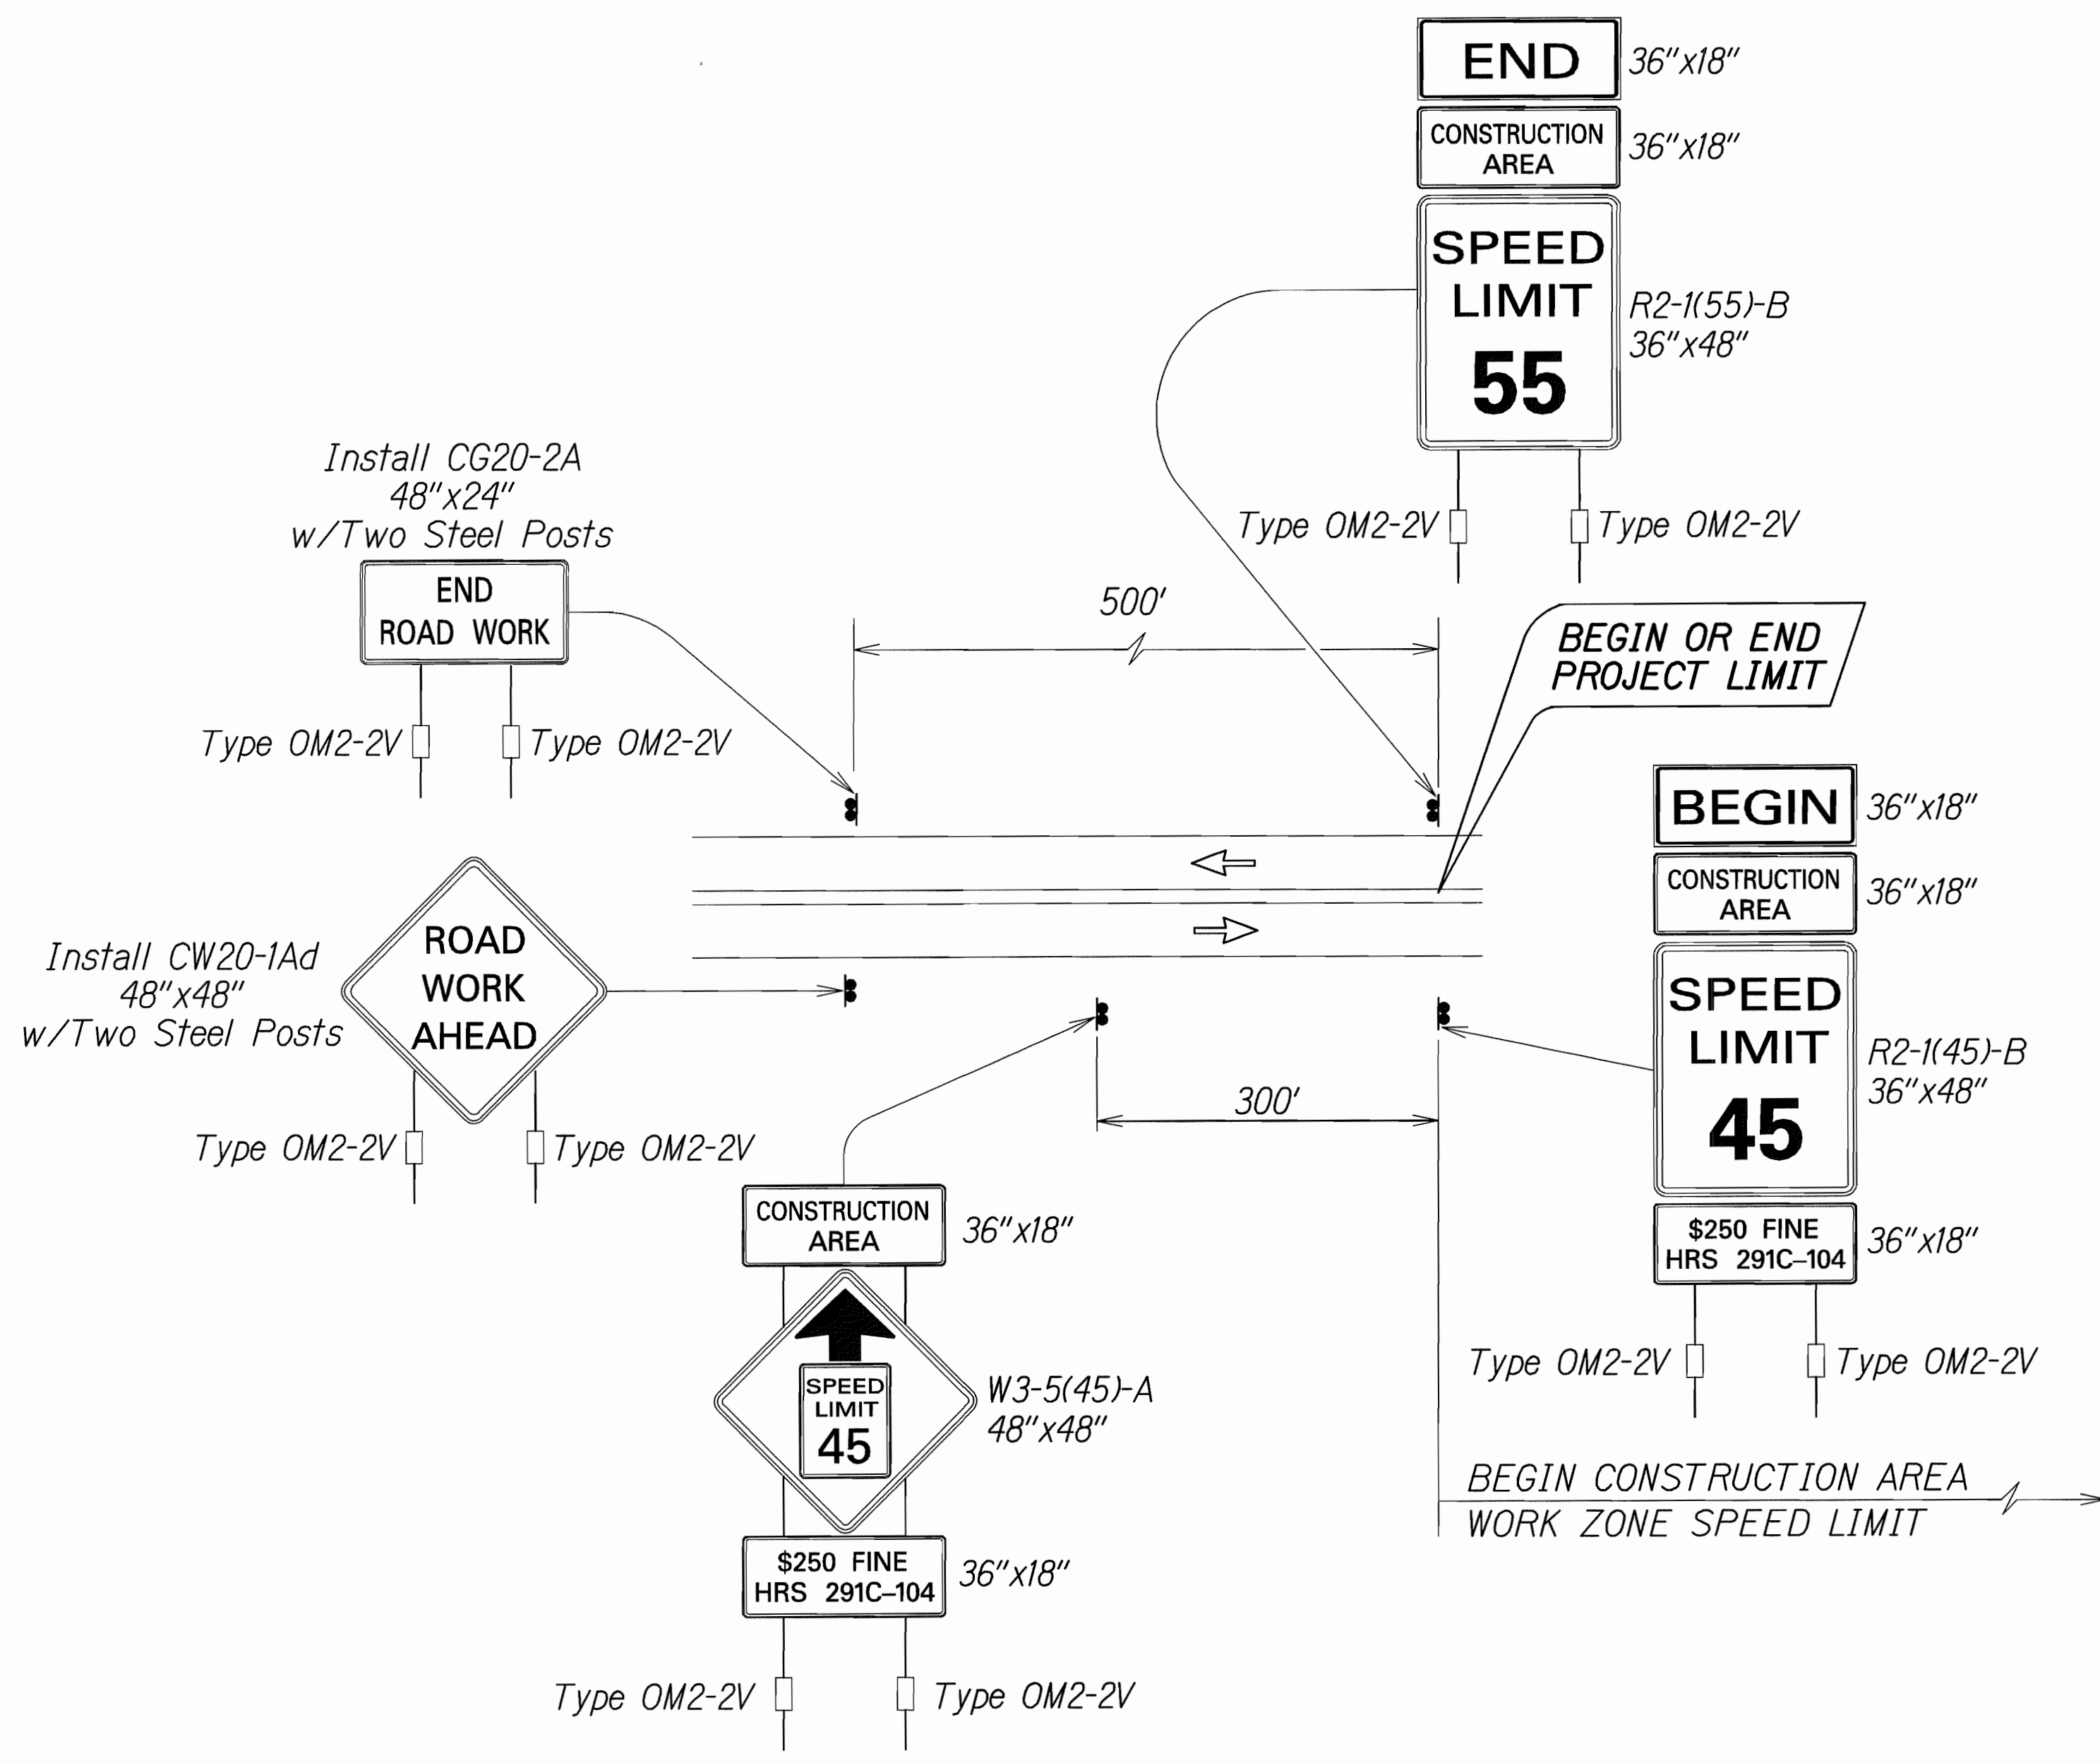 END
36"x18"
CONSTRUCTION
AREA
36"x18"
SPEED
LIMIT
55
R2-1(55)-B
36"x48"
Type OM2-2V
Type OM2-2V
Install CG20-2A
48"x24"
w/Two Steel Posts
END
ROAD WORK
Type OM2-2V
Type OM2-2V
500'
BEGIN OR END
PROJECT LIMIT
BEGIN
36"x18"
CONSTRUCTION
AREA
36"x18"
SPEED
LIMIT
45
R2-1(45)-B
36"x48"
$250 FINE
HRS 291C-104
36"x18"
Type OM2-2V
Type OM2-2V
Install CW20-1Ad
48"x48"
w/Two Steel Posts
ROAD
WORK
AHEAD
Type OM2-2V
Type OM2-2V
300'
CONSTRUCTION
AREA
36"x18"
SPEED
LIMIT
45
W3-5(45)-A
48"x48"
$250 FINE
HRS 291C-104
36"x18"
Type OM2-2V
Type OM2-2V
BEGIN CONSTRUCTION AREA
WORK ZONE SPEED LIMIT